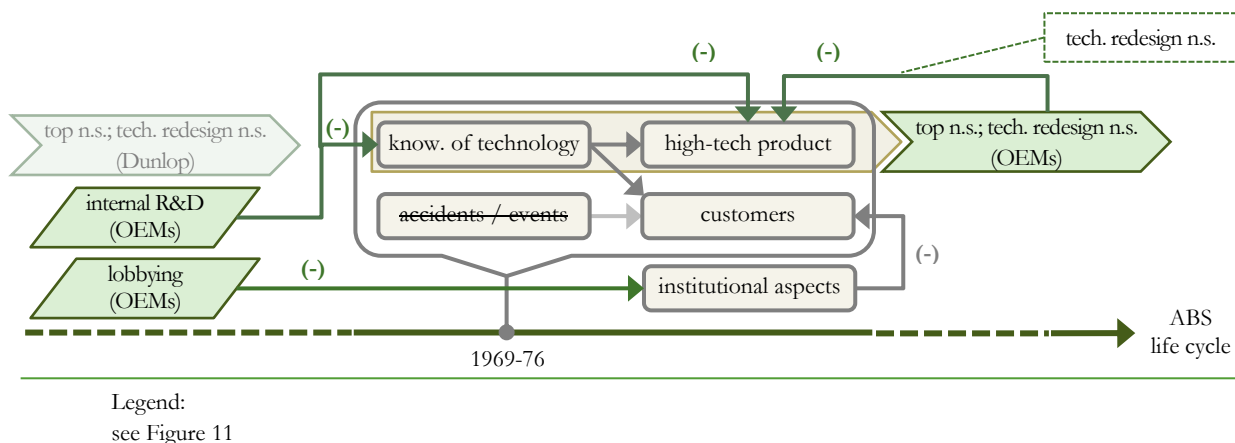 tech. redesign n.s.
(-)
(-)
top n.s.; tech. redesign n.s.
(Dunlop)
(-)
know. of technology
high-tech product
top n.s.; tech. redesign n.s.
(OEMs)
internal R&D
(OEMs)
accidents / events
customers
(-)
lobbying
(OEMs)
(-)
institutional aspects
ABS
life cycle
1969-76
Legend:
see Figure 11